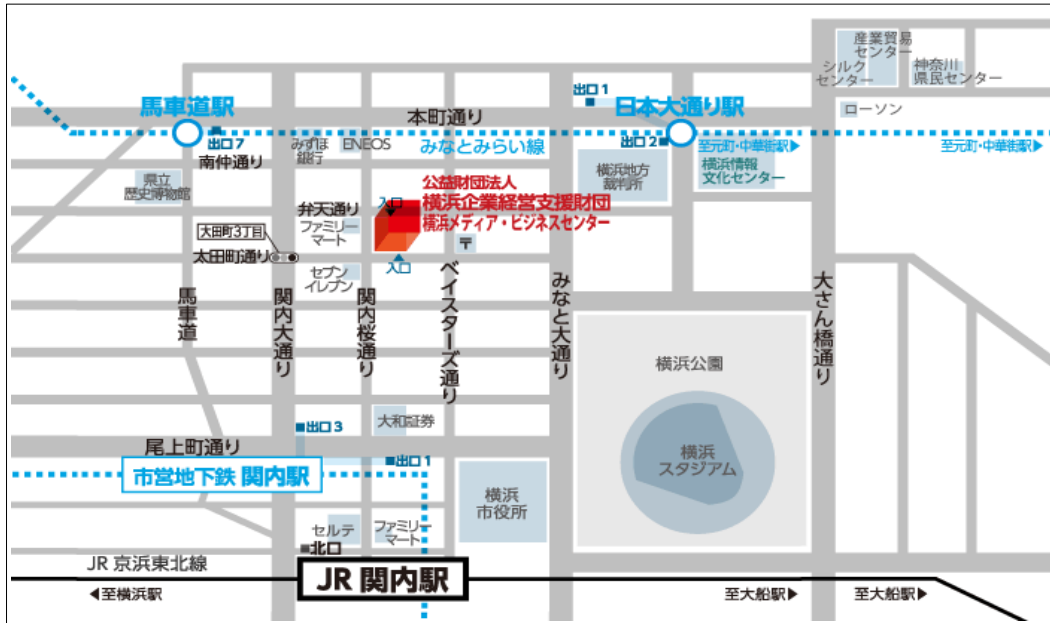 産業貿易
センター
シルク
センター
神奈川
県民センター
出口1
馬車道駅
日本大通り駅
ローソン
本町通り
出口7
みずほ
銀行
ENEOS
みなとみらい線
出口2
至元町・中華街駅▶
至元町・中華街駅▶
南仲通り
横浜地方
裁判所
横浜情報
文化センター
県立
歴史博物館
公益財団法人
横浜企業経営支援財団
横浜メディア・ビジネスセンター
入口
弁天通り
ファミリー
マート
大田町3丁目
〒
太田町通り
入口
セブン
イレブン
馬車道
関内大通り
関内桜通り
ベイスターズ通り
みなと大通り
大さん橋通り
横浜公園
大和証券
出口3
尾上町通り
横浜
スタジアム
出口1
市営地下鉄 関内駅
横浜
市役所
セルテ
ファミリー
マート
北口
JR 京浜東北線
JR 関内駅
◀至横浜駅
至大船駅▶
至大船駅▶